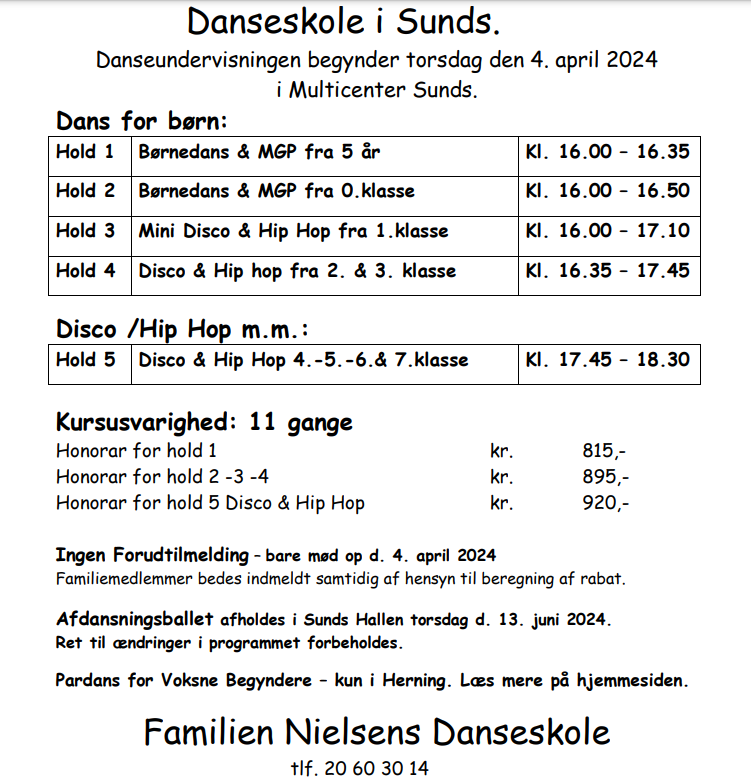 Danseskole i Sunds.
Danseundervisningen begynder torsdag den 4. april 2024
i Multicenter Sunds.
Dans for børn:
Hold 1 Børnedans & MGP fra 5 år Kl. 16.00 – 16.35
Hold 2 Børnedans & MGP fra 0.klasse Kl. 16.00 – 16.50
Hold 3 Mini Disco & Hip Hop fra 1.klasse Kl. 16.00 – 17.10
Hold 4 Disco & Hip hop fra 2. & 3. klasse Kl. 16.35 – 17.45
Disco /Hip Hop m.m.:
Hold 5 Disco & Hip Hop 4.-5.-6.& 7.klasse Kl. 17.45 – 18.30
Kursusvarighed: 11 gange
Honorar for hold 1 kr. 815,-
Honorar for hold 2 -3 -4 kr. 895,-
Honorar for hold 5 Disco & Hip Hop kr. 920,-
Ingen Forudtilmelding – bare mød op d. 4. april 2024
Familiemedlemmer bedes indmeldt samtidig af hensyn til beregning af rabat.
Afdansningsballet afholdes i Sunds Hallen torsdag d. 13. juni 2024.
Ret til ændringer i programmet forbeholdes.
Pardans for Voksne Begyndere – kun i Herning. Læs mere på hjemmesiden.
Familien Nielsens Danseskole
tlf. 20 60 30 14